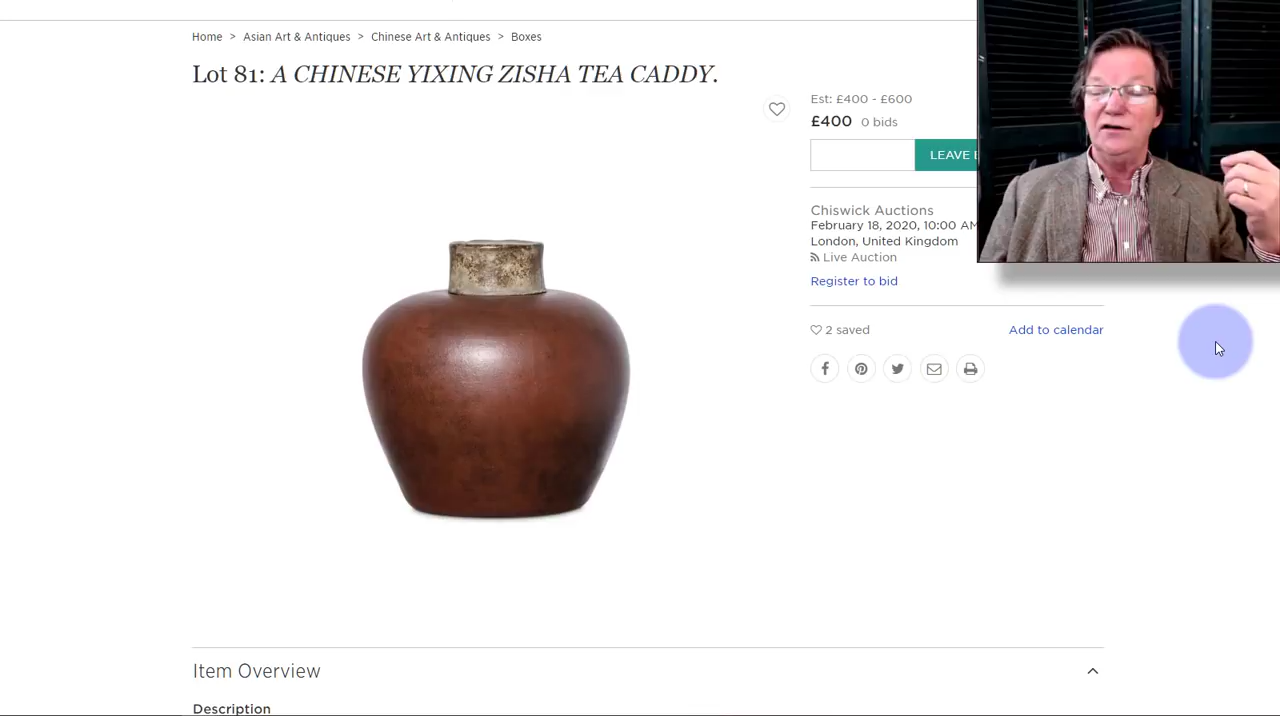 Home > Asian Art & Antiques > Chinese Art & Antiques > Boxes
Lot 81: A CHINESE YIXING ZISHA TEA CADDY.
Est: £400 - £600
£400 0 bids
LEAVE
Chiswick Auctions
February 18, 2020, 10:00 AM
London, United Kingdom
Live Auction
Register to bid
2 saved
Add to calendar
Item Overview
Description